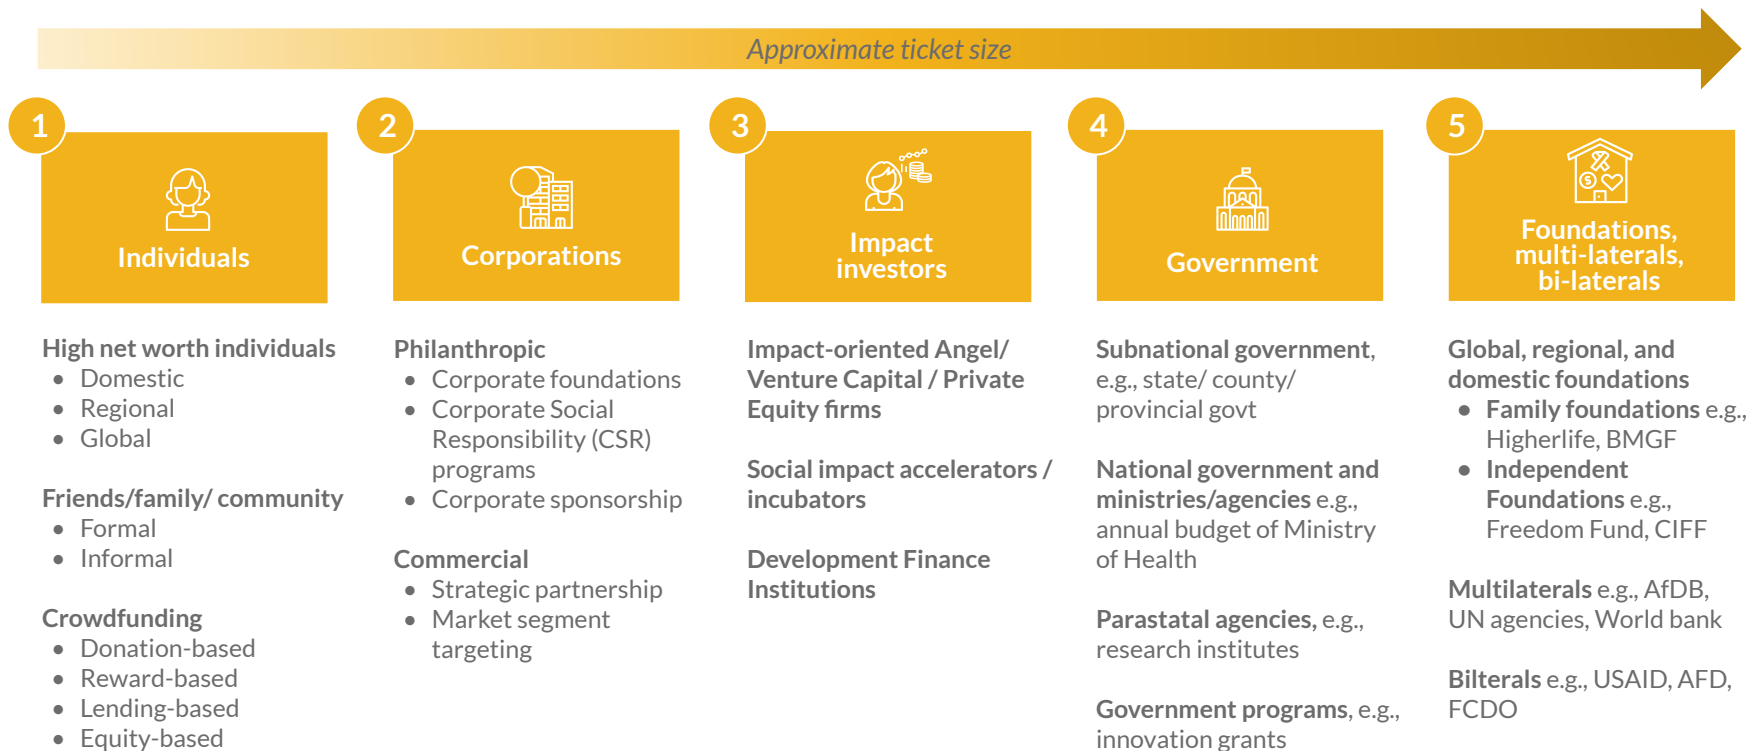 Approximate ticket size
1
Individuals
High net worth individuals
• Domestic
• Regional
• Global
Friends/family/ community
• Formal
• Informal
Crowdfunding
• Donation-based
• Reward-based
• Lending-based
• Equity-based
2
Corporations
Philanthropic
• Corporate foundations
• Corporate Social
Responsibility (CSR)
programs
• Corporate sponsorship
Commercial
• Strategic partnership
• Market segment
targeting
3
Impact
investors
Impact-oriented Angel/
Venture Capital / Private
Equity firms
Social impact accelerators /
incubators
Development Finance
Institutions
4
Government
Subnational government,
e.g., state/ county/
provincial govt
National government and
ministries/agencies e.g.,
annual budget of Ministry
of Health
Parastatal agencies, e.g.,
research institutes
Government programs, e.g.,
innovation grants
5
Foundations,
multi-laterals,
bi-laterals
Global, regional, and
domestic foundations
• Family foundations e.g.,
Higherlife, BMGF
• Independent
Foundations e.g.,
Freedom Fund, CIFF
Multilaterals e.g., AfDB,
UN agencies, World bank
Bilterals e.g., USAID, AFD,
FCDO